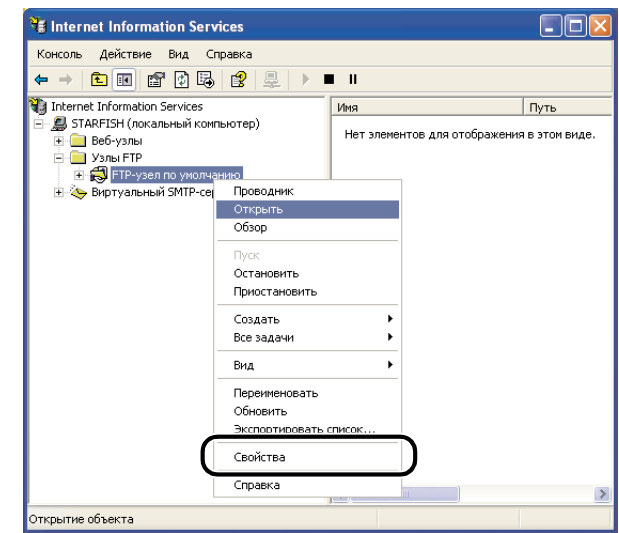 Internet Information Services
Консоль Действие Вид Справка
Internet Information Services
STARFISH (локальный компьютер)
Веб-узлы
Узлы FTP
FTP-узел по умолчанию
Виртуальный SMTP-сер
Имя Путь
Нет элементов для отображения в этом виде.
Проводник
Открыть
Обзор
Пуск
Остановить
Приостановить
Создать
Все задачи
Вид
Переименовать
Обновить
Экспортировать список...
Свойства
Справка
Открытие объекта